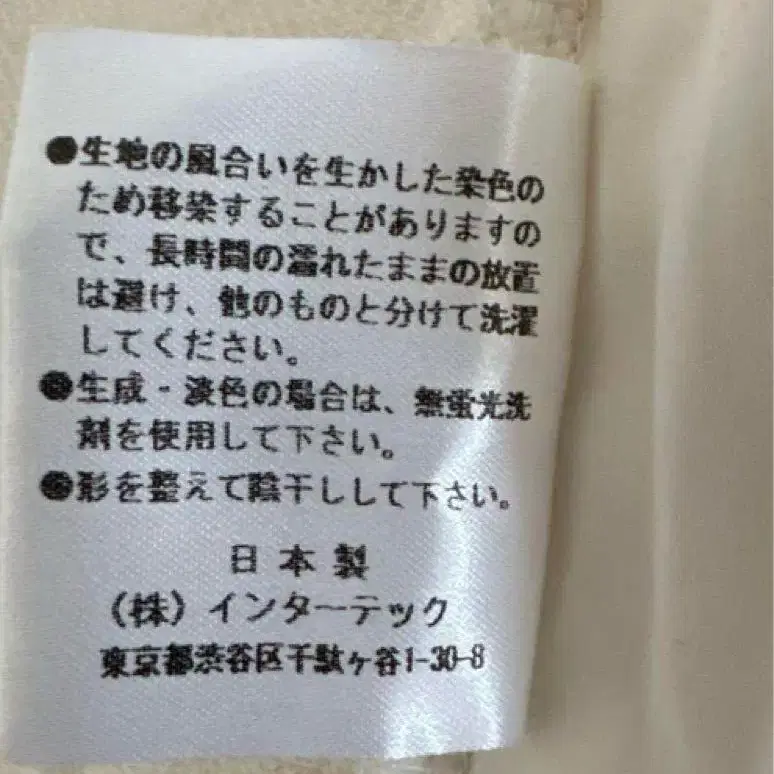 ●生地の風合いを生かした染色の
ため移染することがありますの
で、長時間の濡れたままの放置
は避け、他のものと分けて洗濯
してください。
●生成・淡色の場合は、無蛍光洗
剤を使用して下さい。
●形を整えて陰干しして下さい。
日本製
（株）インターテック
東京都渋谷区千駄ヶ谷1-30-8